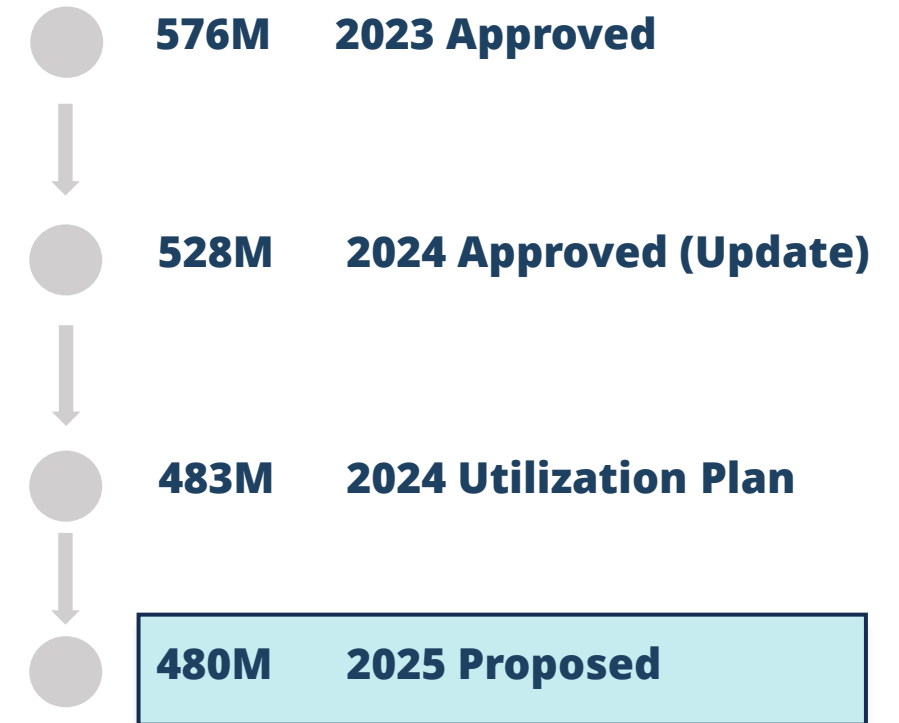 576M 2023 Approved
528M 2024 Approved (Update)
483M 2024 Utilization Plan
480M 2025 Proposed